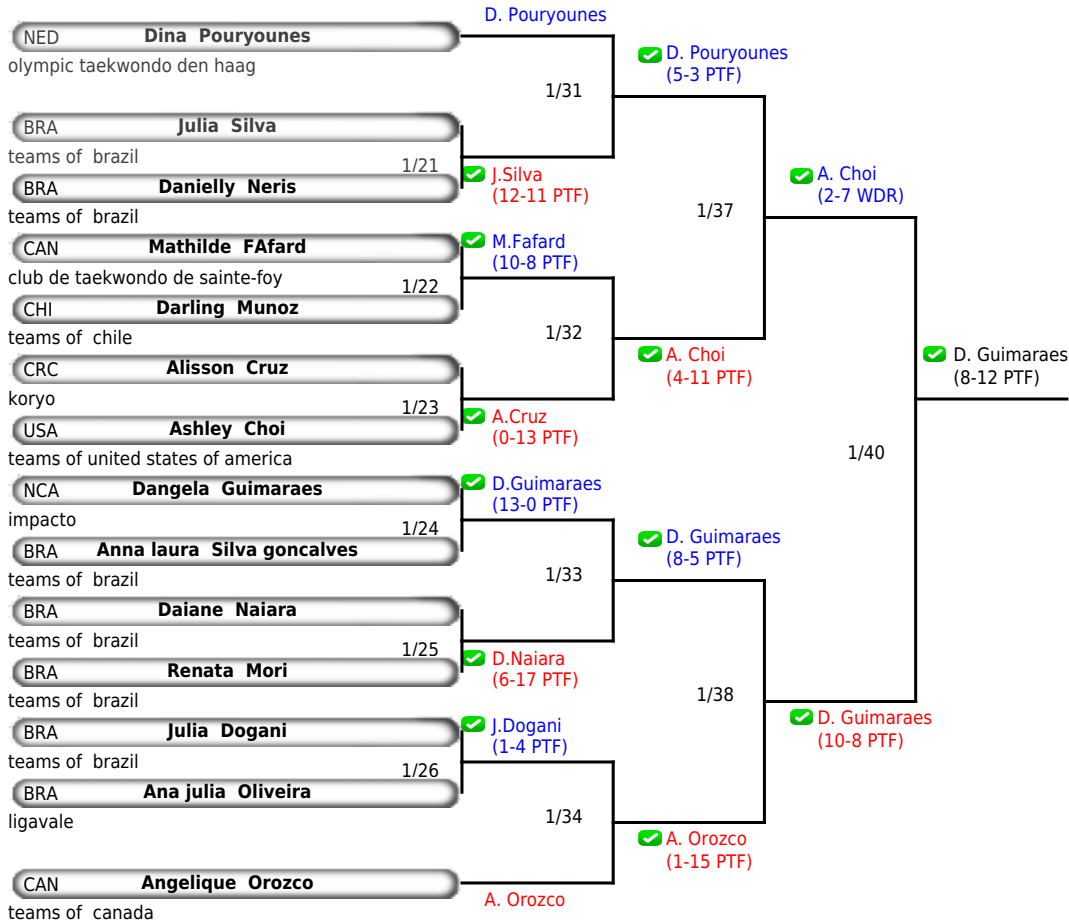 D. Pouryounes
NED Dina Pouryounes
olympic taekwondo den haag
D. Pouryounes
(5-3 PTF)
1/31
BRA Julia Silva
teams of brazil
1/21
BRA Danielly Neris
teams of brazil
J.Silva
(12-11 PTF)
A. Choi
(2-7 WDR)
1/37
CAN Mathilde FAfard
club de taekwondo de sainte-foy
M.Fafard
(10-8 PTF)
1/22
CHI Darling Munoz
teams of chile
1/32
A. Choi
(4-11 PTF)
D. Guimaraes
(8-12 PTF)
CRC Alisson Cruz
koryo
1/23
USA Ashley Choi
teams of united states of america
A.Cruz
(0-13 PTF)
1/40
NCA Dangela Guimaraes
impacto
D.Guimaraes
(13-0 PTF)
1/24
BRA Anna laura Silva goncalves
teams of brazil
D. Guimaraes
(8-5 PTF)
1/33
BRA Daiane Naiara
teams of brazil
1/25
BRA Renata Mori
teams of brazil
D.Naiara
(6-17 PTF)
1/38
D. Guimaraes
(10-8 PTF)
BRA Julia Dogani
teams of brazil
J.Dogani
(1-4 PTF)
1/26
BRA Ana julia Oliveira
ligavale
1/34
A. Orozco
(1-15 PTF)
CAN Angelique Orozco
teams of canada
A. Orozco